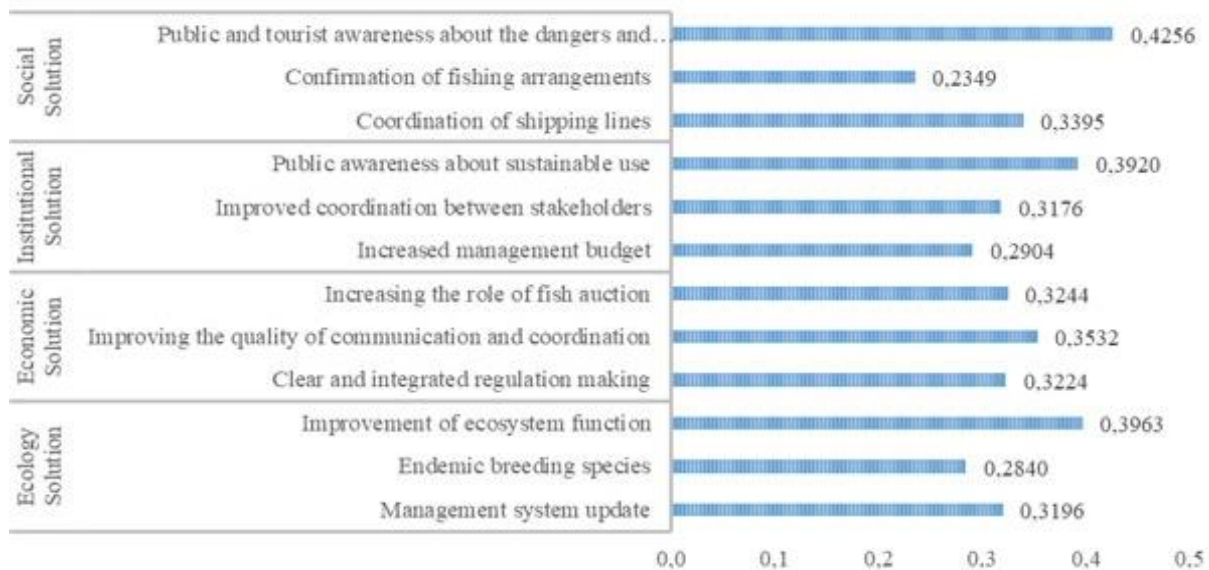 Social
Solution
Public and tourist awareness about the dangers and…
0,4256
Confirmation of fishing arrangements
0,2349
Coordination of shipping lines
0,3395
Institutional
Solution
Public awareness about sustainable use
0,3920
Improved coordination between stakeholders
0,3176
Increased management budget
0,2904
Economic
Solution
Increasing the role of fish auction
0,3244
Improving the quality of communication and coordination
0,3532
Clear and integrated regulation making
0,3224
Ecology
Solution
Improvement of ecosystem function
0,3963
Endemic breeding species
0,2840
Management system update
0,3196
0,0 0,1 0,2 0,3 0,4 0,5